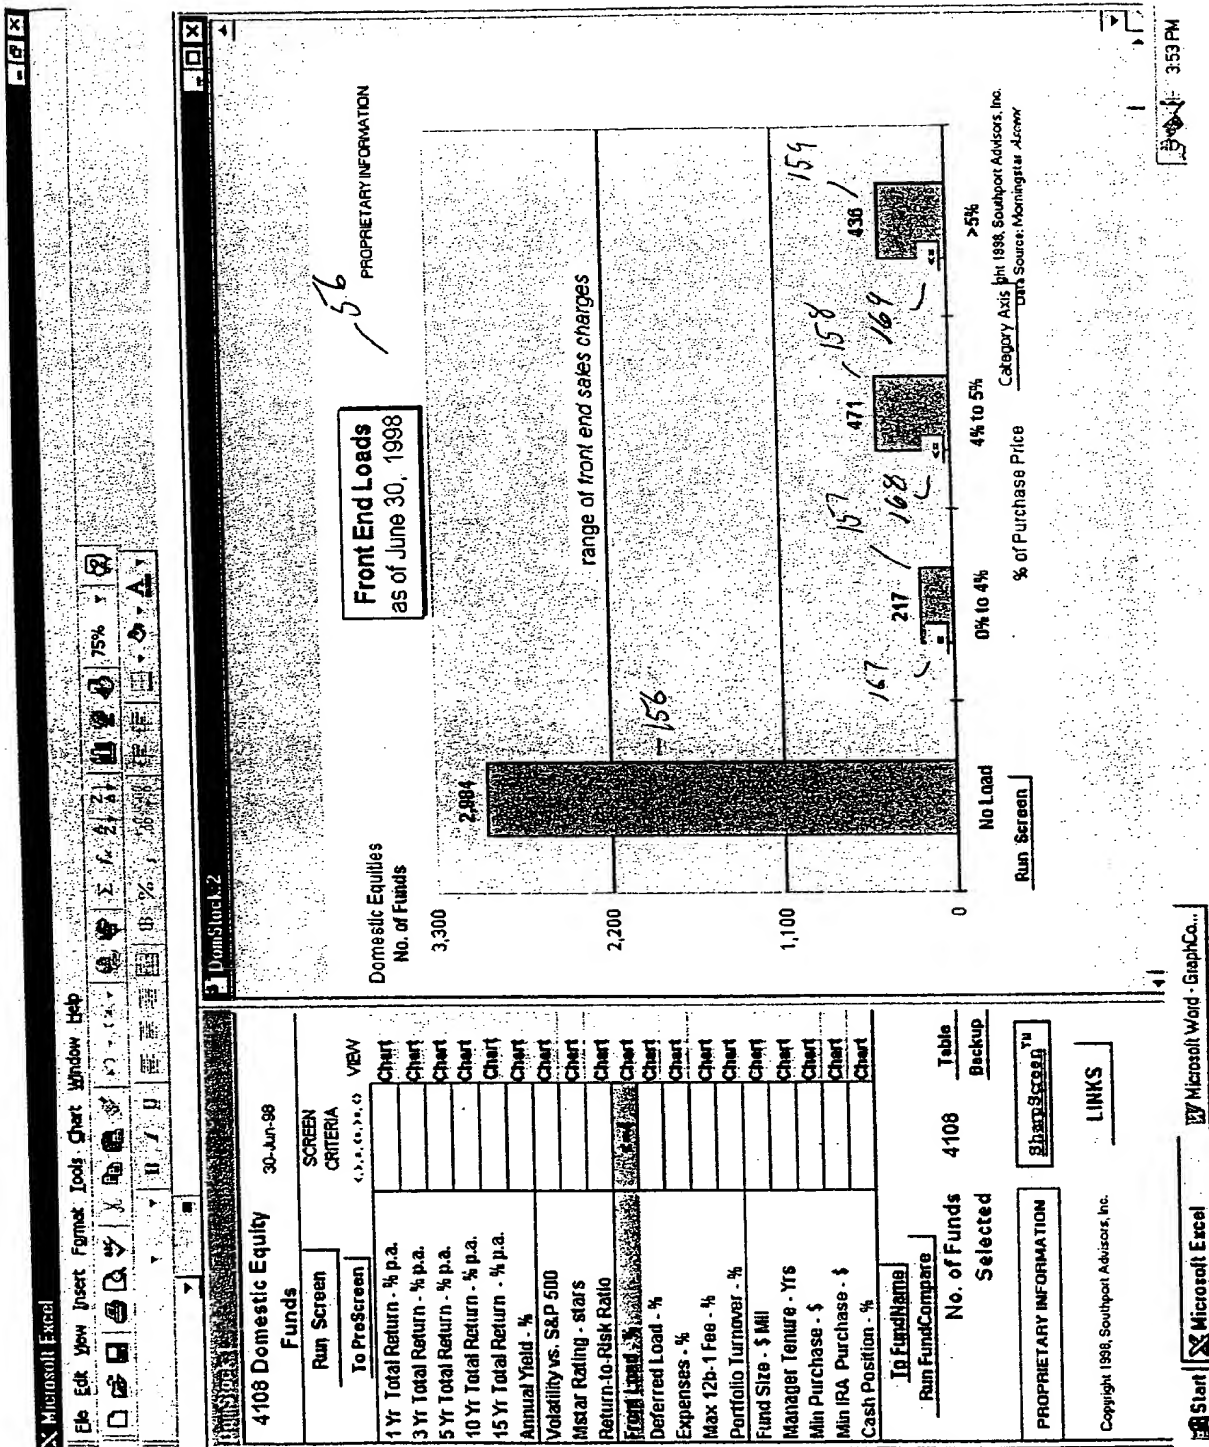 Microsoft Excel
File Edit View Insert Format Tools Chart Window Help
75%
4108 Domestic Equity 30-Jun-98
Funds
Run Screen
SCREEN
CRITERIA
To PreScreen
VIEW
1 Yr Total Return - % p.a. Chart
3 Yr Total Return - % p.a. Chart
5 Yr Total Return - % p.a. Chart
10 Yr Total Return - % p.a. Chart
15 Yr Total Return - % p.a. Chart
Annual Yield - % Chart
Volatility vs. S&P 500 Chart
Mstar Rating - stars Chart
Return-to-Risk Ratio Chart
Front Load - % Chart
Deferred Load - % Chart
Expenses - % Chart
Max 12b-1 Fee - % Chart
Portfolio Turnover - % Chart
Fund Size - $ Mil Chart
Manager Tenure - Yrs Chart
Min Purchase - $ Chart
Min IRA Purchase - $ Chart
Cash Position - % Chart
To FundName
Run FundCompare
No. of Funds 4108 Table
Selected Backup
PROPRIETARY INFORMATION
SharpScreen TM
LINKS
Copyright 1998, Southport Advisors, Inc.
DomStock2
56
PROPRIETARY INFORMATION
Front End Loads
as of June 30, 1998
Domestic Equities
No. of Funds
3,300
2,200
1,100
0
range of front end sales charges
2,984
156
217
157
167
471
158
168
436
159
169
No Load
0% to 4%
4% to 5%
>5%
Run Screen
% of Purchase Price
Category Axis
ght 1998, Southport Advisors, Inc.
Data Source: Morningstar Ascent
Start
Microsoft Excel
Microsoft Word - GraphCo...
3:53 PM